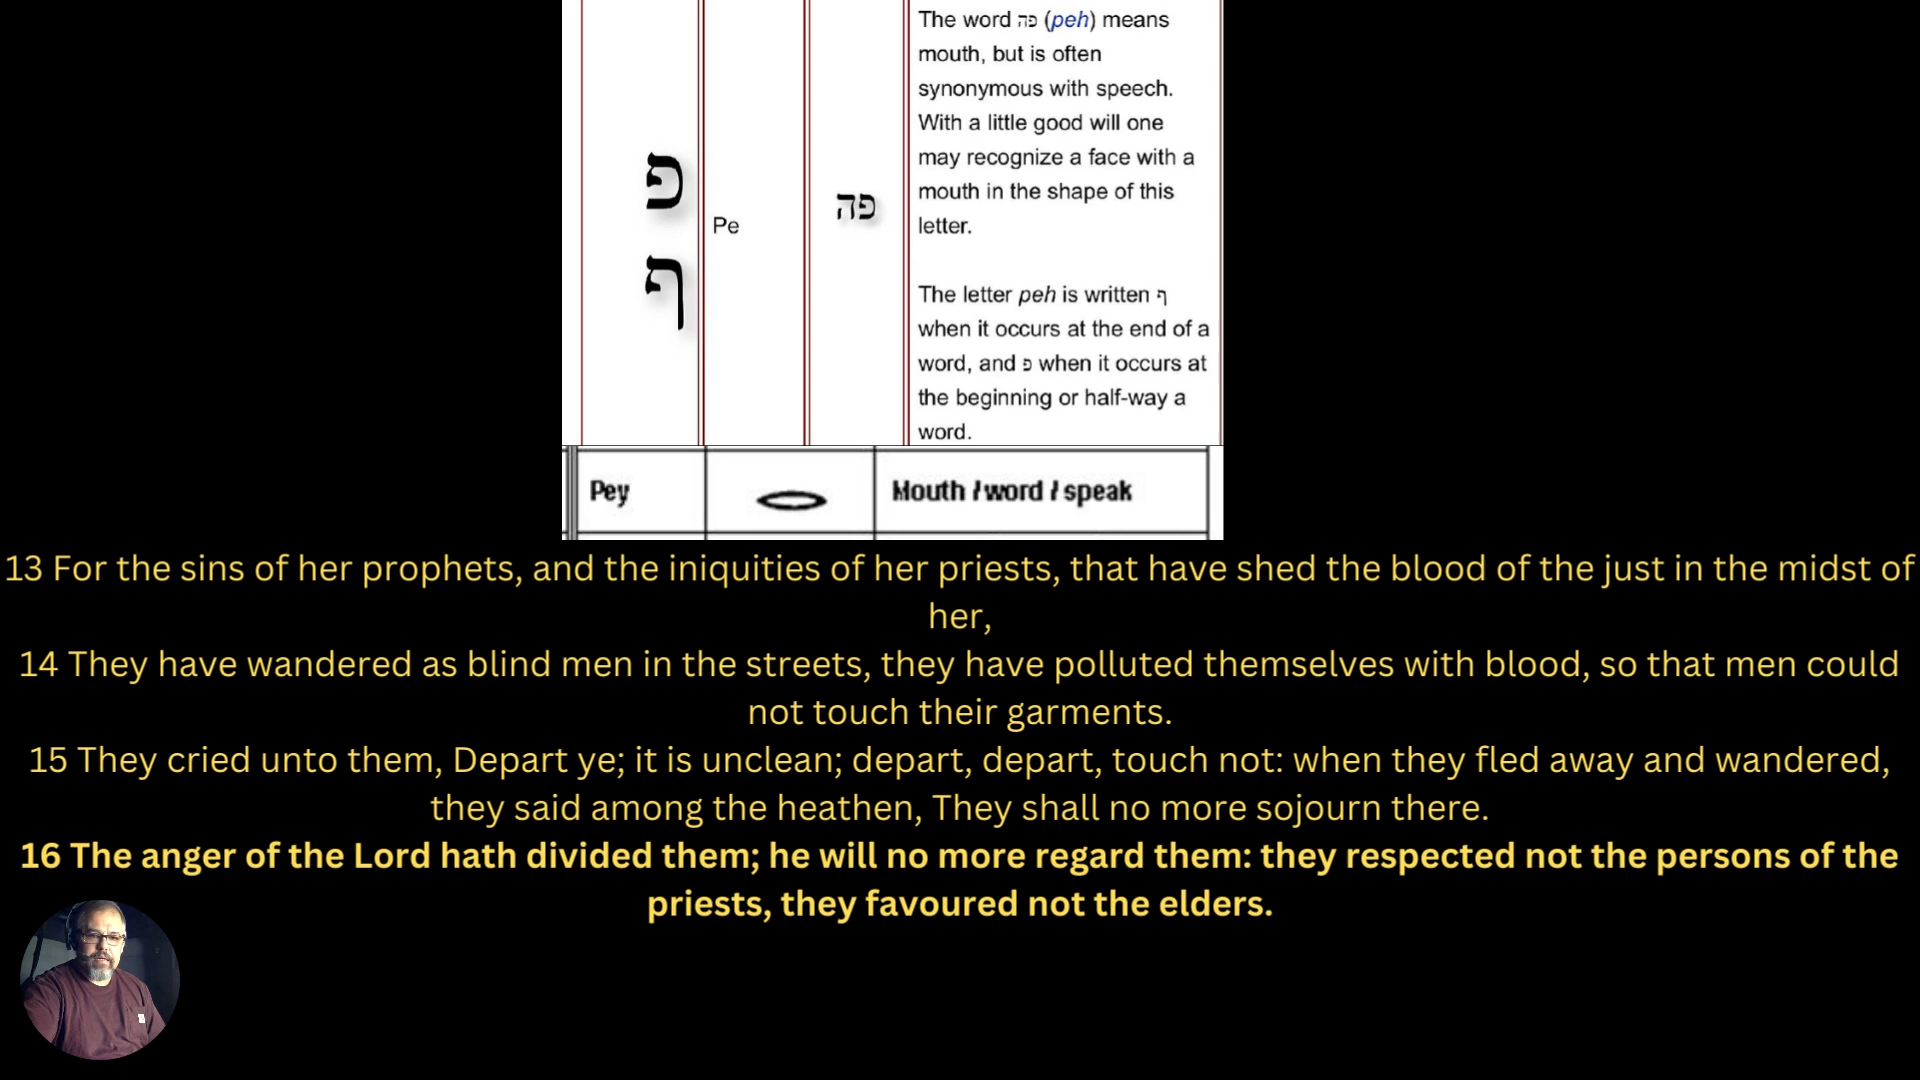 The word פה (peh) means
mouth, but is often
synonymous with speech.
With a little good will one
may recognize a face with a
mouth in the shape of this
letter.
פ
ף
Pe
פה
The letter peh is written ף
when it occurs at the end of a
word, and פ when it occurs at
the beginning or half-way a
word.
Pey
Mouth / word / speak
13 For the sins of her prophets, and the iniquities of her priests, that have shed the blood of the just in the midst of
her,
14 They have wandered as blind men in the streets, they have polluted themselves with blood, so that men could
not touch their garments.
15 They cried unto them, Depart ye; it is unclean; depart, depart, touch not: when they fled away and wandered,
they said among the heathen, They shall no more sojourn there.
16 The anger of the Lord hath divided them; he will no more regard them: they respected not the persons of the
priests, they favoured not the elders.